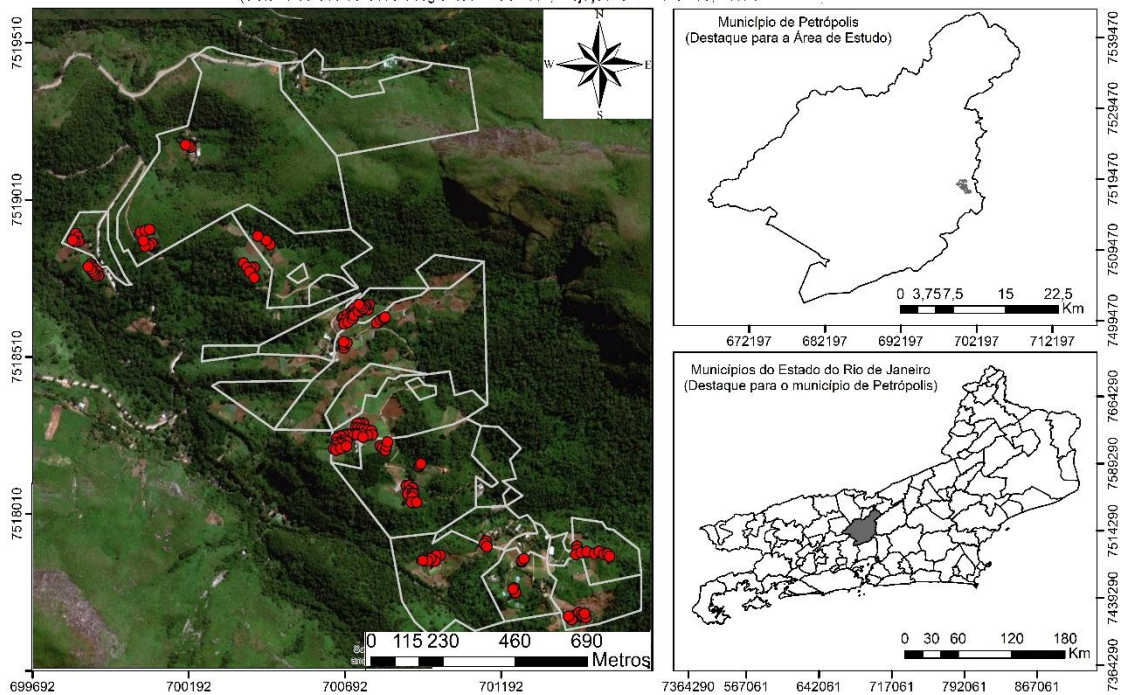 7519510
7519010
7518510
7518010
N
W
E
S
0 115 230 460 690
Metros
699692 700192 700692 701192
Município de Petrópolis
(Destaque para a Área de Estudo)
7539470
7529470
7519470
7509470
7499470
0 3,75 7,5 15 22,5
Km
672197 682197 692197 702197 712197
Municípios do Estado do Rio de Janeiro
(Destaque para o município de Petrópolis)
7664290
7589290
7514290
7439290
7364290
0 30 60 120 180
Km
7364290 567061 642061 717061 792061 867061